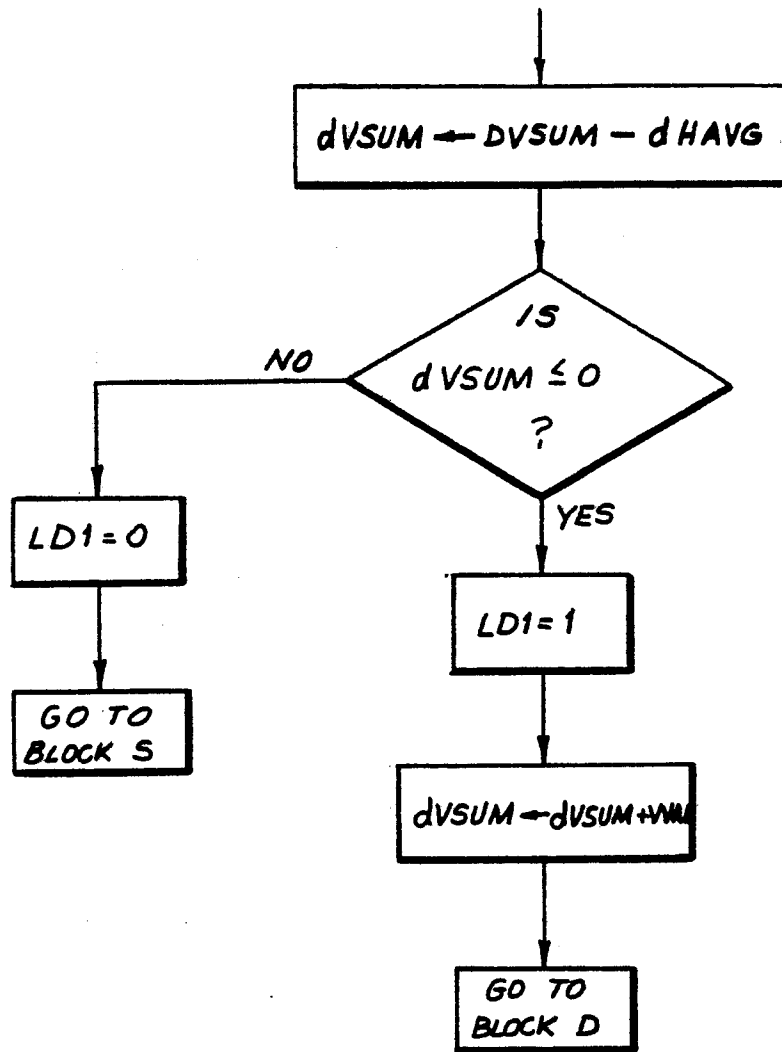 dVSUM ← DVSUM – dHAVG
IS
dVSUM ≤ 0
?
NO
YES
LD1 = 0
LD1 = 1
GO TO
BLOCK S
dVSUM ← dVSUM +
GO TO
BLOCK D